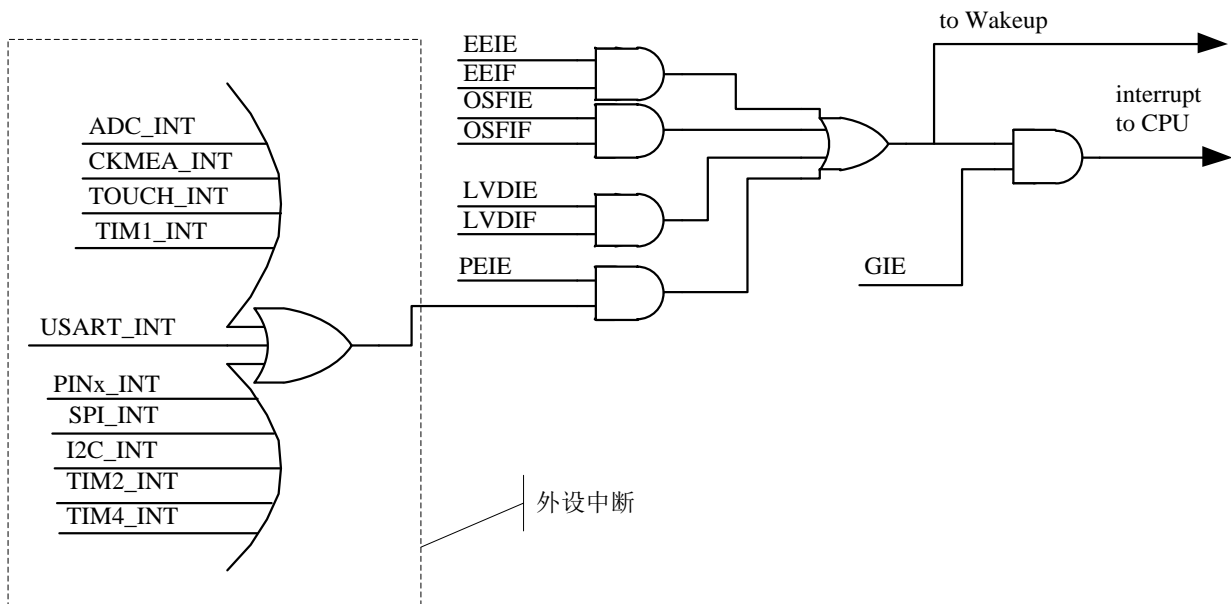 to Wakeup
EEIE
EEIF
OSFIE
OSFIF
interrupt
to CPU
ADC_INT
CKMEA_INT
TOUCH_INT
TIM1_INT
LVDIE
LVDIF
PEIE
GIE
USART_INT
PINx_INT
SPI_INT
I2C_INT
TIM2_INT
TIM4_INT
外设中断